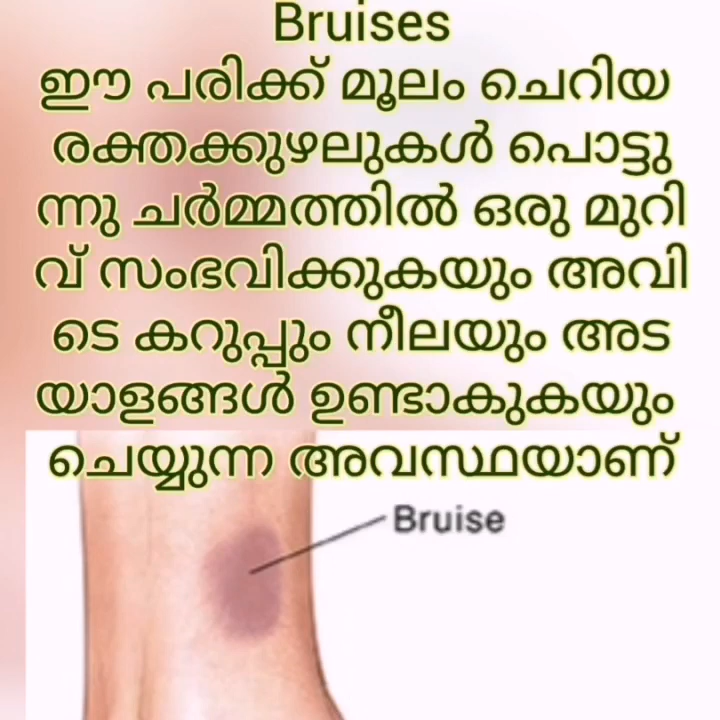 Bruises
ഈ പരിക്ക് മൂലം ചെറിയ
രക്തക്കുഴലുകൾ പൊട്ടു
ന്നു ചർമ്മത്തിൽ ഒരു മുറി
വ് സംഭവിക്കുകയും അവി
ടെ കറുപ്പും നീലയും അട
യാളങ്ങൾ ഉണ്ടാകുകയും
ചെയ്യുന്ന അവസ്ഥയാണ്
Bruise